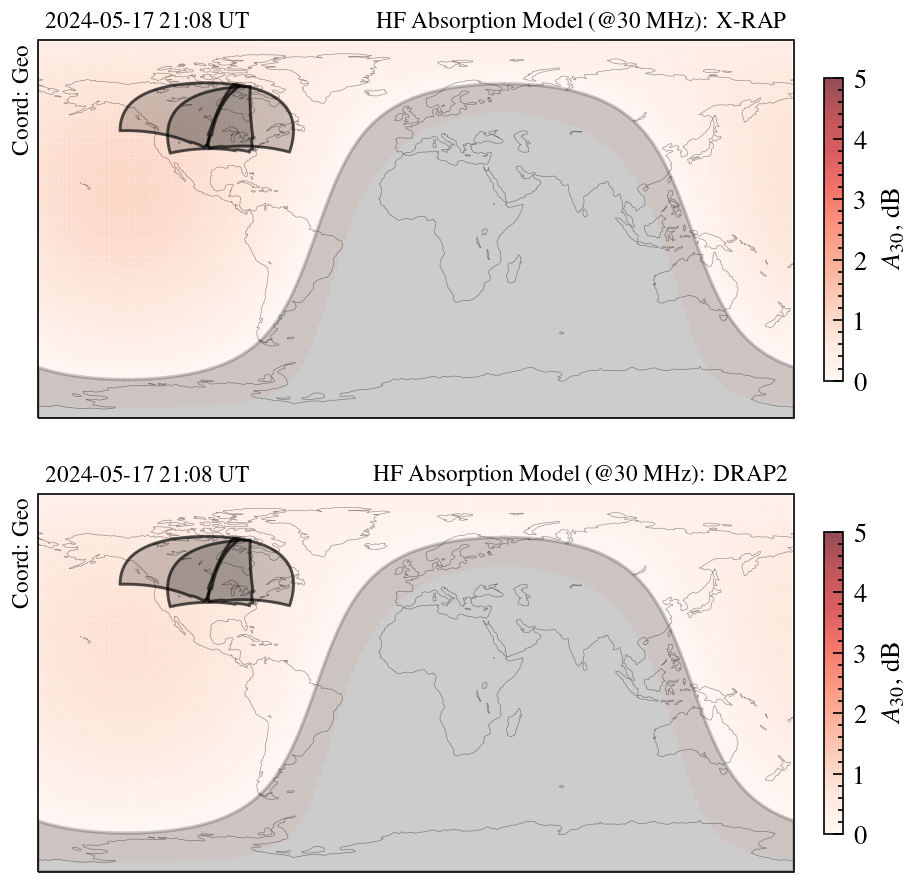 2024-05-17 21:08 UT
HF Absorption Model (@30 MHz): X-RAP
Coord: Geo
5
4
3
2
1
0
A30, dB
2024-05-17 21:08 UT
HF Absorption Model (@30 MHz): DRAP2
Coord: Geo
5
4
3
2
1
0
A30, dB